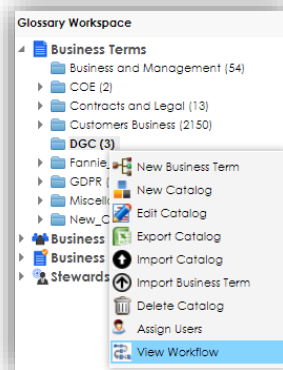 Glossary Workspace
Business Terms
Business and Management (54)
COE (2)
Contracts and Legal (13)
Customers Business (2150)
DGC (3)
Fannie_
GDPR (
Miscell
New_C
Business
Business
Stewards
New Business Term
New Catalog
Edit Catalog
Export Catalog
Import Catalog
Import Business Term
Delete Catalog
Assign Users
View Workflow